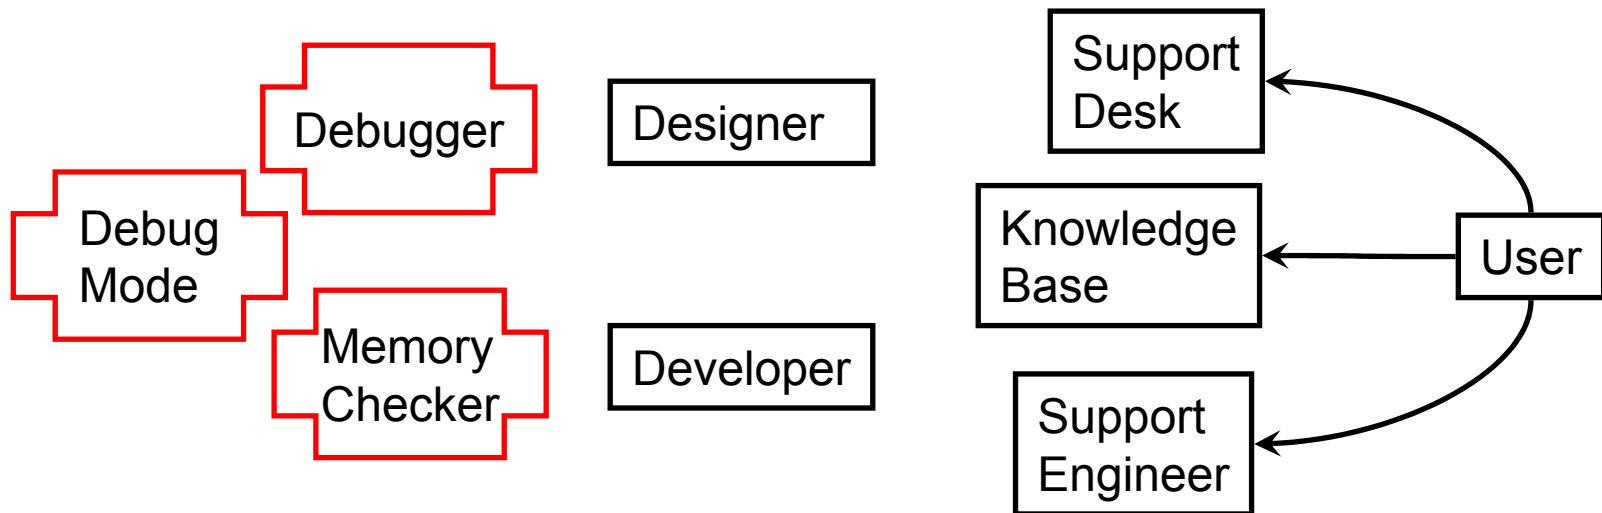 Debug
Mode
Debugger
Memory
Checker
Designer
Developer
Support
Desk
Knowledge
Base
Support
Engineer
User